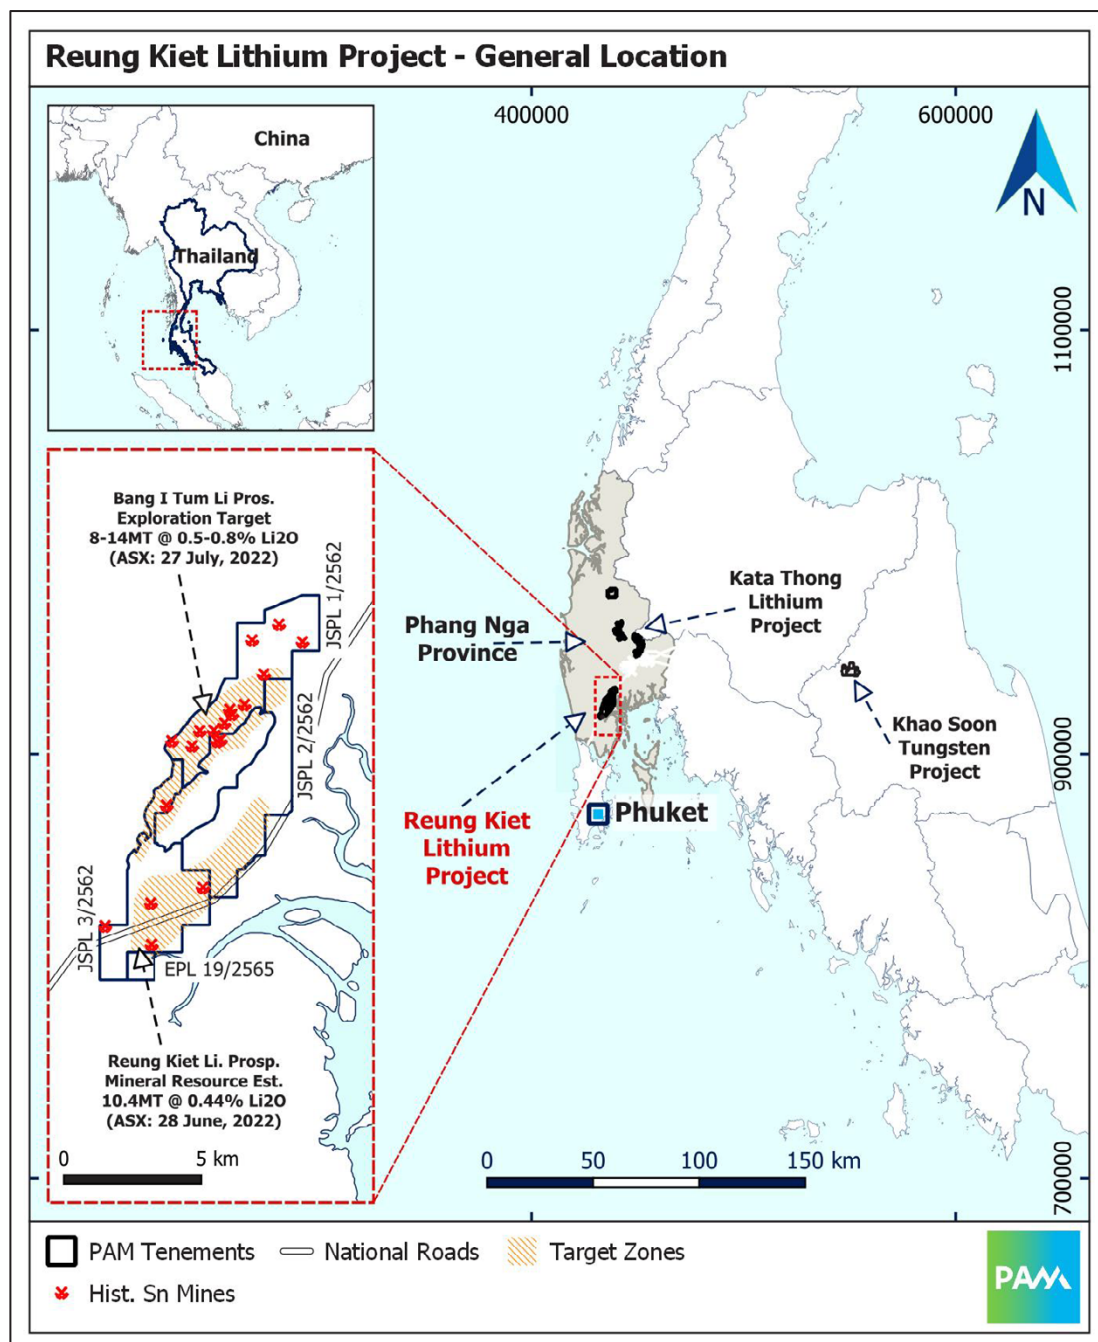 Reung Kiet Lithium Project - General Location
400000
600000
China
Thailand
N
1100000
900000
700000
Bang I Tum Li Pros.
Exploration Target
8-14MT @ 0.5-0.8% Li2O
(ASX: 27 July, 2022)
JSPL 1/2562
JSPL 2/2562
JSPL 3/2562
EPL 19/2565
Reung Kiet Li. Prosp.
Mineral Resource Est.
10.4MT @ 0.44% Li2O
(ASX: 28 June, 2022)
0
5 km
Phang Nga
Province
Kata Thong
Lithium
Project
Khao Soon
Tungsten
Project
Reung Kiet
Lithium
Project
Phuket
0
50
100
150 km
PAM Tenements
National Roads
Target Zones
Hist. Sn Mines
PAM